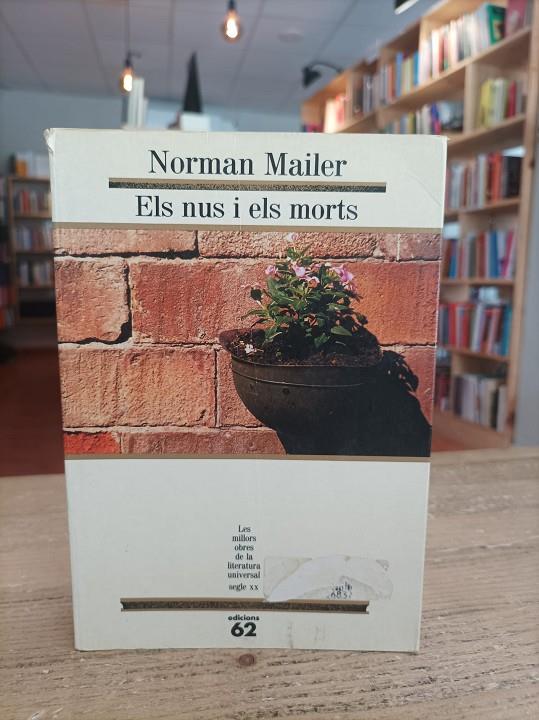 Norman Mailer
Els nus i els morts
Les
millors
obres
de la
literatura
universal
segle xx
edicions
62